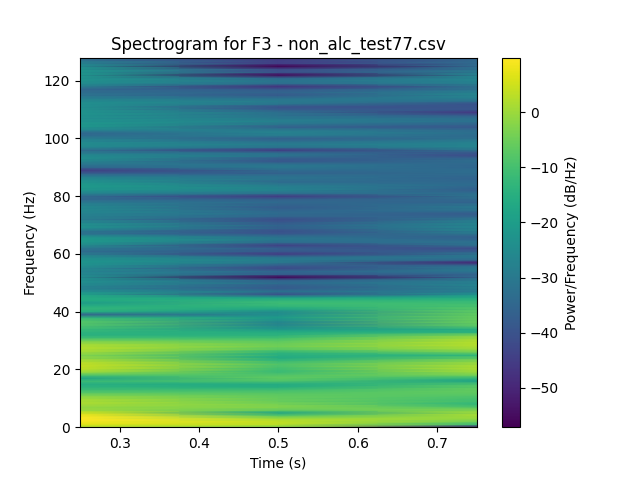 Spectrogram for F3 - non_alc_test77.csv
120
100
80
60
40
20
0
Frequency (Hz)
0.3 0.4 0.5 0.6 0.7
Time (s)
0
−10
−20
−30
−40
−50
Power/Frequency (dB/Hz)